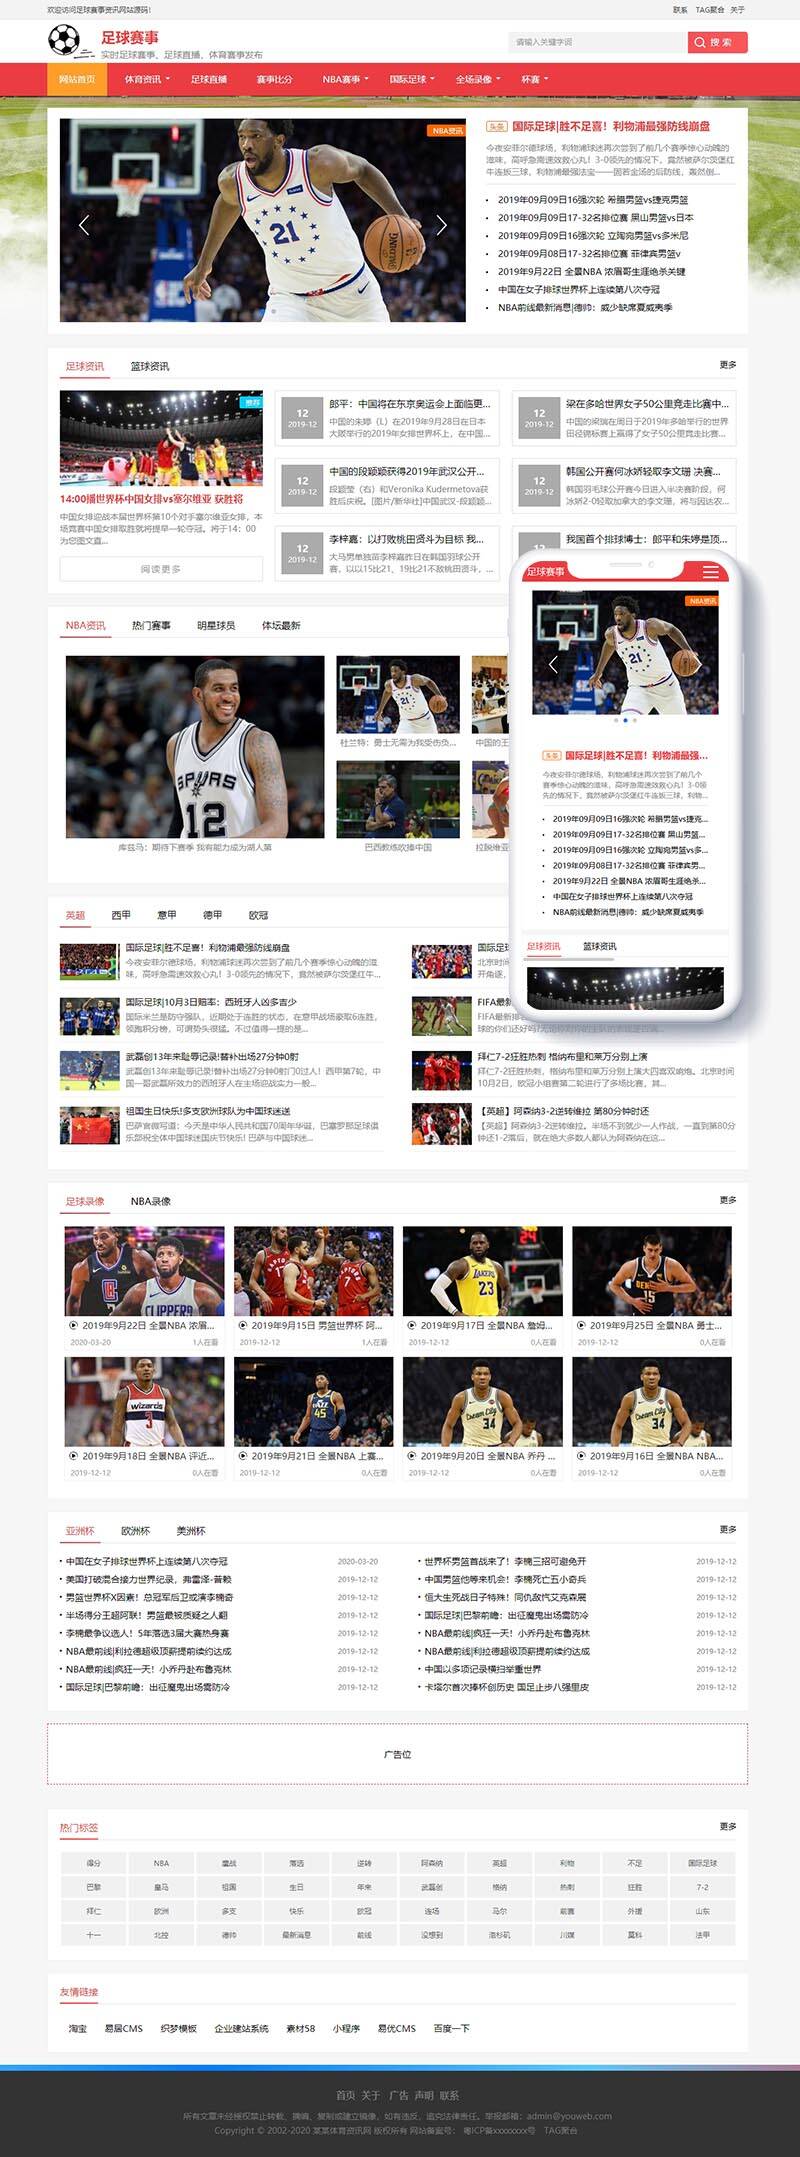 欢迎访问足球赛事资讯网站源码！
联系 TAG聚合 关于
足球赛事
实时足球赛事、足球直播、体育赛事发布
请输入关键字词
搜 索
网站首页 体育资讯 足球直播 赛事比分 NBA赛事 国际足球 全场录像 杯赛
NBA资讯
头条 国际足球|胜不足喜！利物浦最强防线崩盘
今夜安菲尔德球场，利物浦球迷再次尝到了前几个赛季惊心动魄的
滋味，高呼急需速效救心丸！3-0领先的情况下，竟然被萨尔茨堡红
牛连扳三球，利物浦最强法宝——固若金汤的后防线，轰然倒...
2019年09月09日16强次轮 希腊男篮vs捷克男篮
2019年09月09日17-32名排位赛 黑山男篮vs日本
2019年09月09日16强次轮 立陶宛男篮vs多米尼
2019年09月08日17-32名排位赛 菲律宾男篮v
2019年9月22日 全景NBA 浓眉哥生涯绝杀关键
中国在女子排球世界杯上连续第八次夺冠
NBA前线最新消息|德帅：威少缺席夏威夷季
足球资讯 篮球资讯
更多
推荐
14:00播世界杯中国女排vs塞尔维亚 获胜将
中国女排迎战本届世界杯第10个对手塞尔维亚女排，本
场竞赛中国女排取胜就将提早一轮夺冠。将于14：00
为您图文直...
阅读更多
12
2019-12
郎平：中国将在东京奥运会上面临更...
中国的朱婷（L）在2019年9月28日在日本
大阪举行的2019年女排世界杯上，在中国...
12
2019-12
梁在多哈世界女子50公里竞走比赛中...
中国的梁瑞在周日于2019年多哈举行的世界
田径锦标赛上赢得了女子50公里竞走比赛...
12
2019-12
中国的段颖颖获得2019年武汉公开...
段颖莹（右）和Veronika Kudermetova获
胜后庆祝。[图片/新华社]中国武汉-段颖颖...
12
2019-12
韩国公开赛何冰娇轻取李文珊 决赛...
韩国羽毛球公开赛今日进入半决赛阶段，何
冰娇2-0轻取加拿大的李文珊，将与因达农...
12
2019-12
李梓嘉：以打败桃田贤斗为目标 我...
大马男单独苗李梓嘉昨日在韩国羽球公开
赛，以以15比21、19比21不敌桃田贤斗，...
我国首个排球博士：郎平和朱婷是顶...
NBA资讯 热门赛事 明星球员 体坛最新
库兹马：期待下赛季 我有能力成为湖人第
杜兰特：勇士无需为我受伤负...
中国的王
巴西教练吹捧中国
拉脱维亚
足球赛事
NBA资讯
头条 国际足球|胜不足喜！利物浦最强...
今夜安菲尔德球场，利物浦球迷再次尝到了前几个
赛季惊心动魄的滋味，高呼急需速效救心丸！3-0领
先的情况下，竟然被萨尔茨堡红牛连扳三球，利物...
2019年09月09日16强次轮 希腊男篮vs捷克...
2019年09月09日17-32名排位赛 黑山男篮...
2019年09月09日16强次轮 立陶宛男篮vs多...
2019年09月08日17-32名排位赛 菲律宾男...
2019年9月22日 全景NBA 浓眉哥生涯绝杀...
中国在女子排球世界杯上连续第八次夺冠
NBA前线最新消息|德帅：威少缺席夏威夷季
足球资讯 篮球资讯
英超 西甲 意甲 德甲 欧冠
国际足球|胜不足喜！利物浦最强防线崩盘
今夜安菲尔德球场，利物浦球迷再次尝到了前几个赛季惊心动魄的滋
味，高呼急需速效救心丸！3-0领先的情况下，竟然被萨尔茨堡红牛...
国际足球|10月3日赔率：西班牙人凶多吉少
国际米兰是防守强队，近期处于连胜的状态，在意甲战场豪取6连胜，
领跑积分榜，可谓势头很猛。不过值得一提的是...
武磊创13年来耻辱记录!替补出场27分钟0射
武磊创13年来耻辱记录!替补出场27分钟0射门0过人！西甲第7轮，中
国一哥武磊所效力的西班牙人在主场迎战实力一般...
祖国生日快乐!多支欧洲球队为中国球迷送
巴萨官微写道：今天是中华人民共和国70周年华诞，巴塞罗那足球俱
乐部祝全体中国球迷国庆节快乐! 巴萨与中国球迷...
国际足球
北京时间
开角逐，
FIFA最新
FIFA最新排名
拜仁7-2狂胜热刺 格纳布里和莱万分别上演
拜仁7-2狂胜热刺，格纳布里和莱万分别上演大四喜双响炮。北京时间
10月2日，欧冠小组赛第二轮进行了多场比赛，其...
【英超】阿森纳3-2逆转维拉 第80分钟时还
【英超】阿森纳3-2逆转维拉。半场不到就少一人作战，一直到第80分
钟还1-2落后，就在绝大多数人都认为阿森纳在这...
足球录像 NBA录像
更多
2019年9月22日 全景NBA 浓眉...
2020-03-20 1人在看
2019年9月15日 男篮世界杯 阿...
2019-12-12 1人在看
2019年9月17日 全景NBA 詹姆...
2019-12-12 0人在看
2019年9月25日 全景NBA 勇士...
2019-12-12 0人在看
2019年9月18日 全景NBA 评近...
2019-12-12 0人在看
2019年9月21日 全景NBA 上赛...
2019-12-12 0人在看
2019年9月20日 全景NBA 乔丹 ...
2019-12-12 0人在看
2019年9月16日 全景NBA NBA...
2019-12-12 0人在看
亚洲杯 欧洲杯 美洲杯
更多
中国在女子排球世界杯上连续第八次夺冠 2020-03-20
美国打破混合接力世界纪录，弗雷泽-普赖 2019-12-12
男篮世界杯X因素！总冠军后卫或演李楠奇 2019-12-12
半场得分王超阿联！男篮最被质疑之人翻 2019-12-12
李楠最争议选人！5年落选3届大赛热身赛 2019-12-12
NBA最前线|利拉德超级顶薪提前续约达成 2019-12-12
NBA最前线|疯狂一天！小乔丹赴布鲁克林 2019-12-12
国际足球|巴黎前瞻：出征魔鬼出场需防冷 2019-12-12
世界杯男篮首战来了！李楠三招可避免开 2019-12-12
中国男篮他等来机会！李楠死亡五小奇兵 2019-12-12
恒大生死战日子特殊！同仇敌忾艾克森展 2019-12-12
国际足球|巴黎前瞻：出征魔鬼出场需防冷 2019-12-12
NBA最前线|疯狂一天！小乔丹赴布鲁克林 2019-12-12
NBA最前线|利拉德超级顶薪提前续约达成 2019-12-12
中国以多项记录横扫举重世界 2019-12-12
卡塔尔首次捧杯创历史 国足止步八强里皮 2019-12-12
广告位
热门标签
更多
得分 NBA 童战 落选 逆转 阿森纳 英超 利物 不足 国际足球
巴黎 皇马 祖国 生日 年来 武磊创 格纳 热刺 狂胜 7-2
拜仁 欧洲 多支 快乐 欧冠 连场 马尔 前赛 外援 山东
十一 北控 德帅 最新消息 前线 没想到 洛杉矶 川媒 莫科 法甲
友情链接
淘宝 易居CMS 织梦模板 企业建站系统 素材58 小程序 易优CMS 百度一下
首页 关于 广告 声明 联系
所有文章未经授权禁止转载、摘编、复制或建立镜像，如有违反，追究法律责任。举报邮箱：admin@youweb.com
Copyright © 2002-2020 某某体育资讯网 版权所有 网站备案号： 粤ICP备xxxxxxxx号 TAG聚合